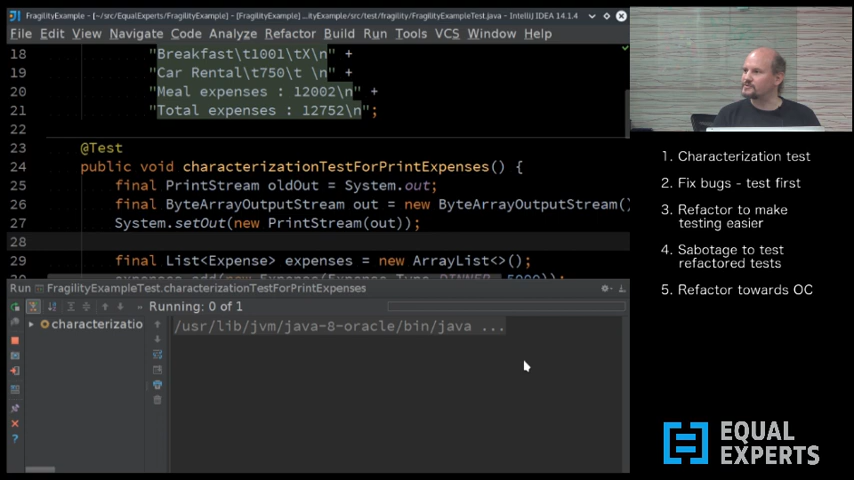 FragilityExample - [~/src/EqualExperts/FragilityExample] - [FragilityExample] - ...ityExample/src/test/fragility/FragilityExampleTest.java - IntelliJ IDEA 14.1.4
File Edit View Navigate Code Analyze Refactor Build Run Tools VCS Window Help
18 "Breakfast\t1001\tX\n" +
19 "Car Rental\t750\t \n" +
20 "Meal expenses : 12002\n" +
21 "Total expenses : 12752\n";
22
23 @Test
24 public void characterizationTestForPrintExpenses() {
25 final PrintStream oldOut = System.out;
26 final ByteArrayOutputStream out = new ByteArrayOutputStream()
27 System.setOut(new PrintStream(out));
28
29 final List<Expense> expenses = new ArrayList<>();
Run FragilityExampleTest.characterizationTestForPrintExpenses
Running: 0 of 1
characterizatio
/usr/lib/jvm/java-8-oracle/bin/java ...
1. Characterization test
2. Fix bugs - test first
3. Refactor to make
testing easier
4. Sabotage to test
refactored tests
5. Refactor towards OC
EQUAL
EXPERTS